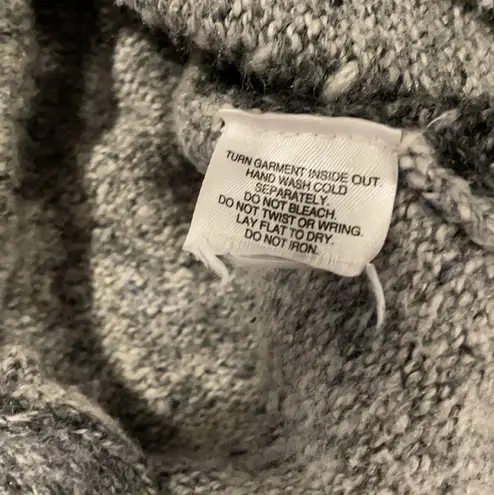 TURN GARMENT INSIDE OUT.
HAND WASH COLD
SEPARATELY.
DO NOT BLEACH.
DO NOT TWIST OR WRING.
LAY FLAT TO DRY.
DO NOT IRON.